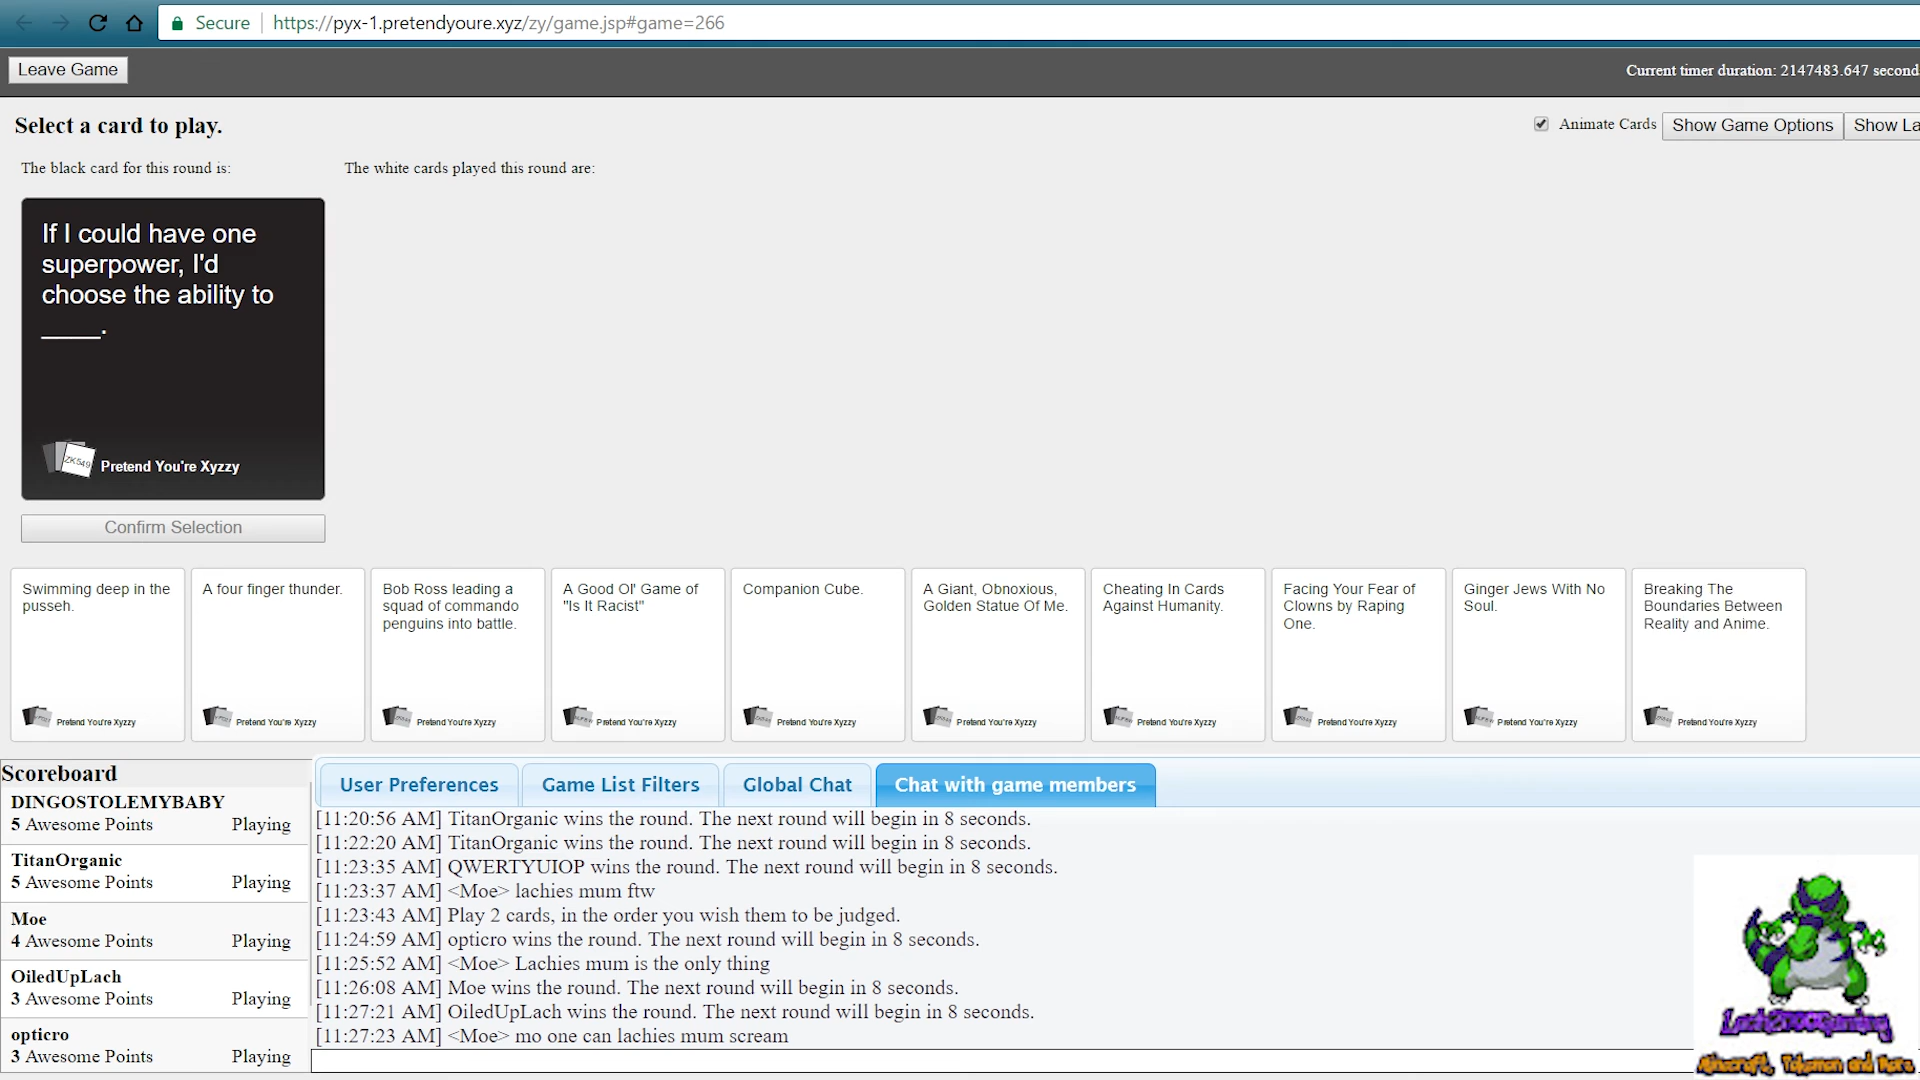 Secure https://pyx-1.pretendyoure.xyz/zy/game.jsp#game=266
Leave Game
Current timer duration: 2147483.647 second
Select a card to play.
Animate Cards
Show Game Options
Show La
The black card for this round is:
The white cards played this round are:
If I could have one
superpower, I'd
choose the ability to
____.
Pretend You're Xyzzy
Confirm Selection
Swimming deep in the
pusseh.
Pretend You're Xyzzy
A four finger thunder.
Pretend You're Xyzzy
Bob Ross leading a
squad of commando
penguins into battle.
Pretend You're Xyzzy
A Good Ol' Game of
"Is It Racist"
Pretend You're Xyzzy
Companion Cube.
Pretend You're Xyzzy
A Giant, Obnoxious,
Golden Statue Of Me.
Pretend You're Xyzzy
Cheating In Cards
Against Humanity.
Pretend You're Xyzzy
Facing Your Fear of
Clowns by Raping
One.
Pretend You're Xyzzy
Ginger Jews With No
Soul.
Pretend You're Xyzzy
Breaking The
Boundaries Between
Reality and Anime.
Pretend You're Xyzzy
Scoreboard
DINGOSTOLEMYBABY
5 Awesome Points Playing
TitanOrganic
5 Awesome Points Playing
Moe
4 Awesome Points Playing
OiledUpLach
3 Awesome Points Playing
opticro
3 Awesome Points Playing
User Preferences
Game List Filters
Global Chat
Chat with game members
[11:20:56 AM] TitanOrganic wins the round. The next round will begin in 8 seconds.
[11:22:20 AM] TitanOrganic wins the round. The next round will begin in 8 seconds.
[11:23:35 AM] QWERTYUIOP wins the round. The next round will begin in 8 seconds.
[11:23:37 AM] <Moe> lachies mum ftw
[11:23:43 AM] Play 2 cards, in the order you wish them to be judged.
[11:24:59 AM] opticro wins the round. The next round will begin in 8 seconds.
[11:25:52 AM] <Moe> Lachies mum is the only thing
[11:26:08 AM] Moe wins the round. The next round will begin in 8 seconds.
[11:27:21 AM] OiledUpLach wins the round. The next round will begin in 8 seconds.
[11:27:23 AM] <Moe> mo one can lachies mum scream
Minecraft, Pokemon and More